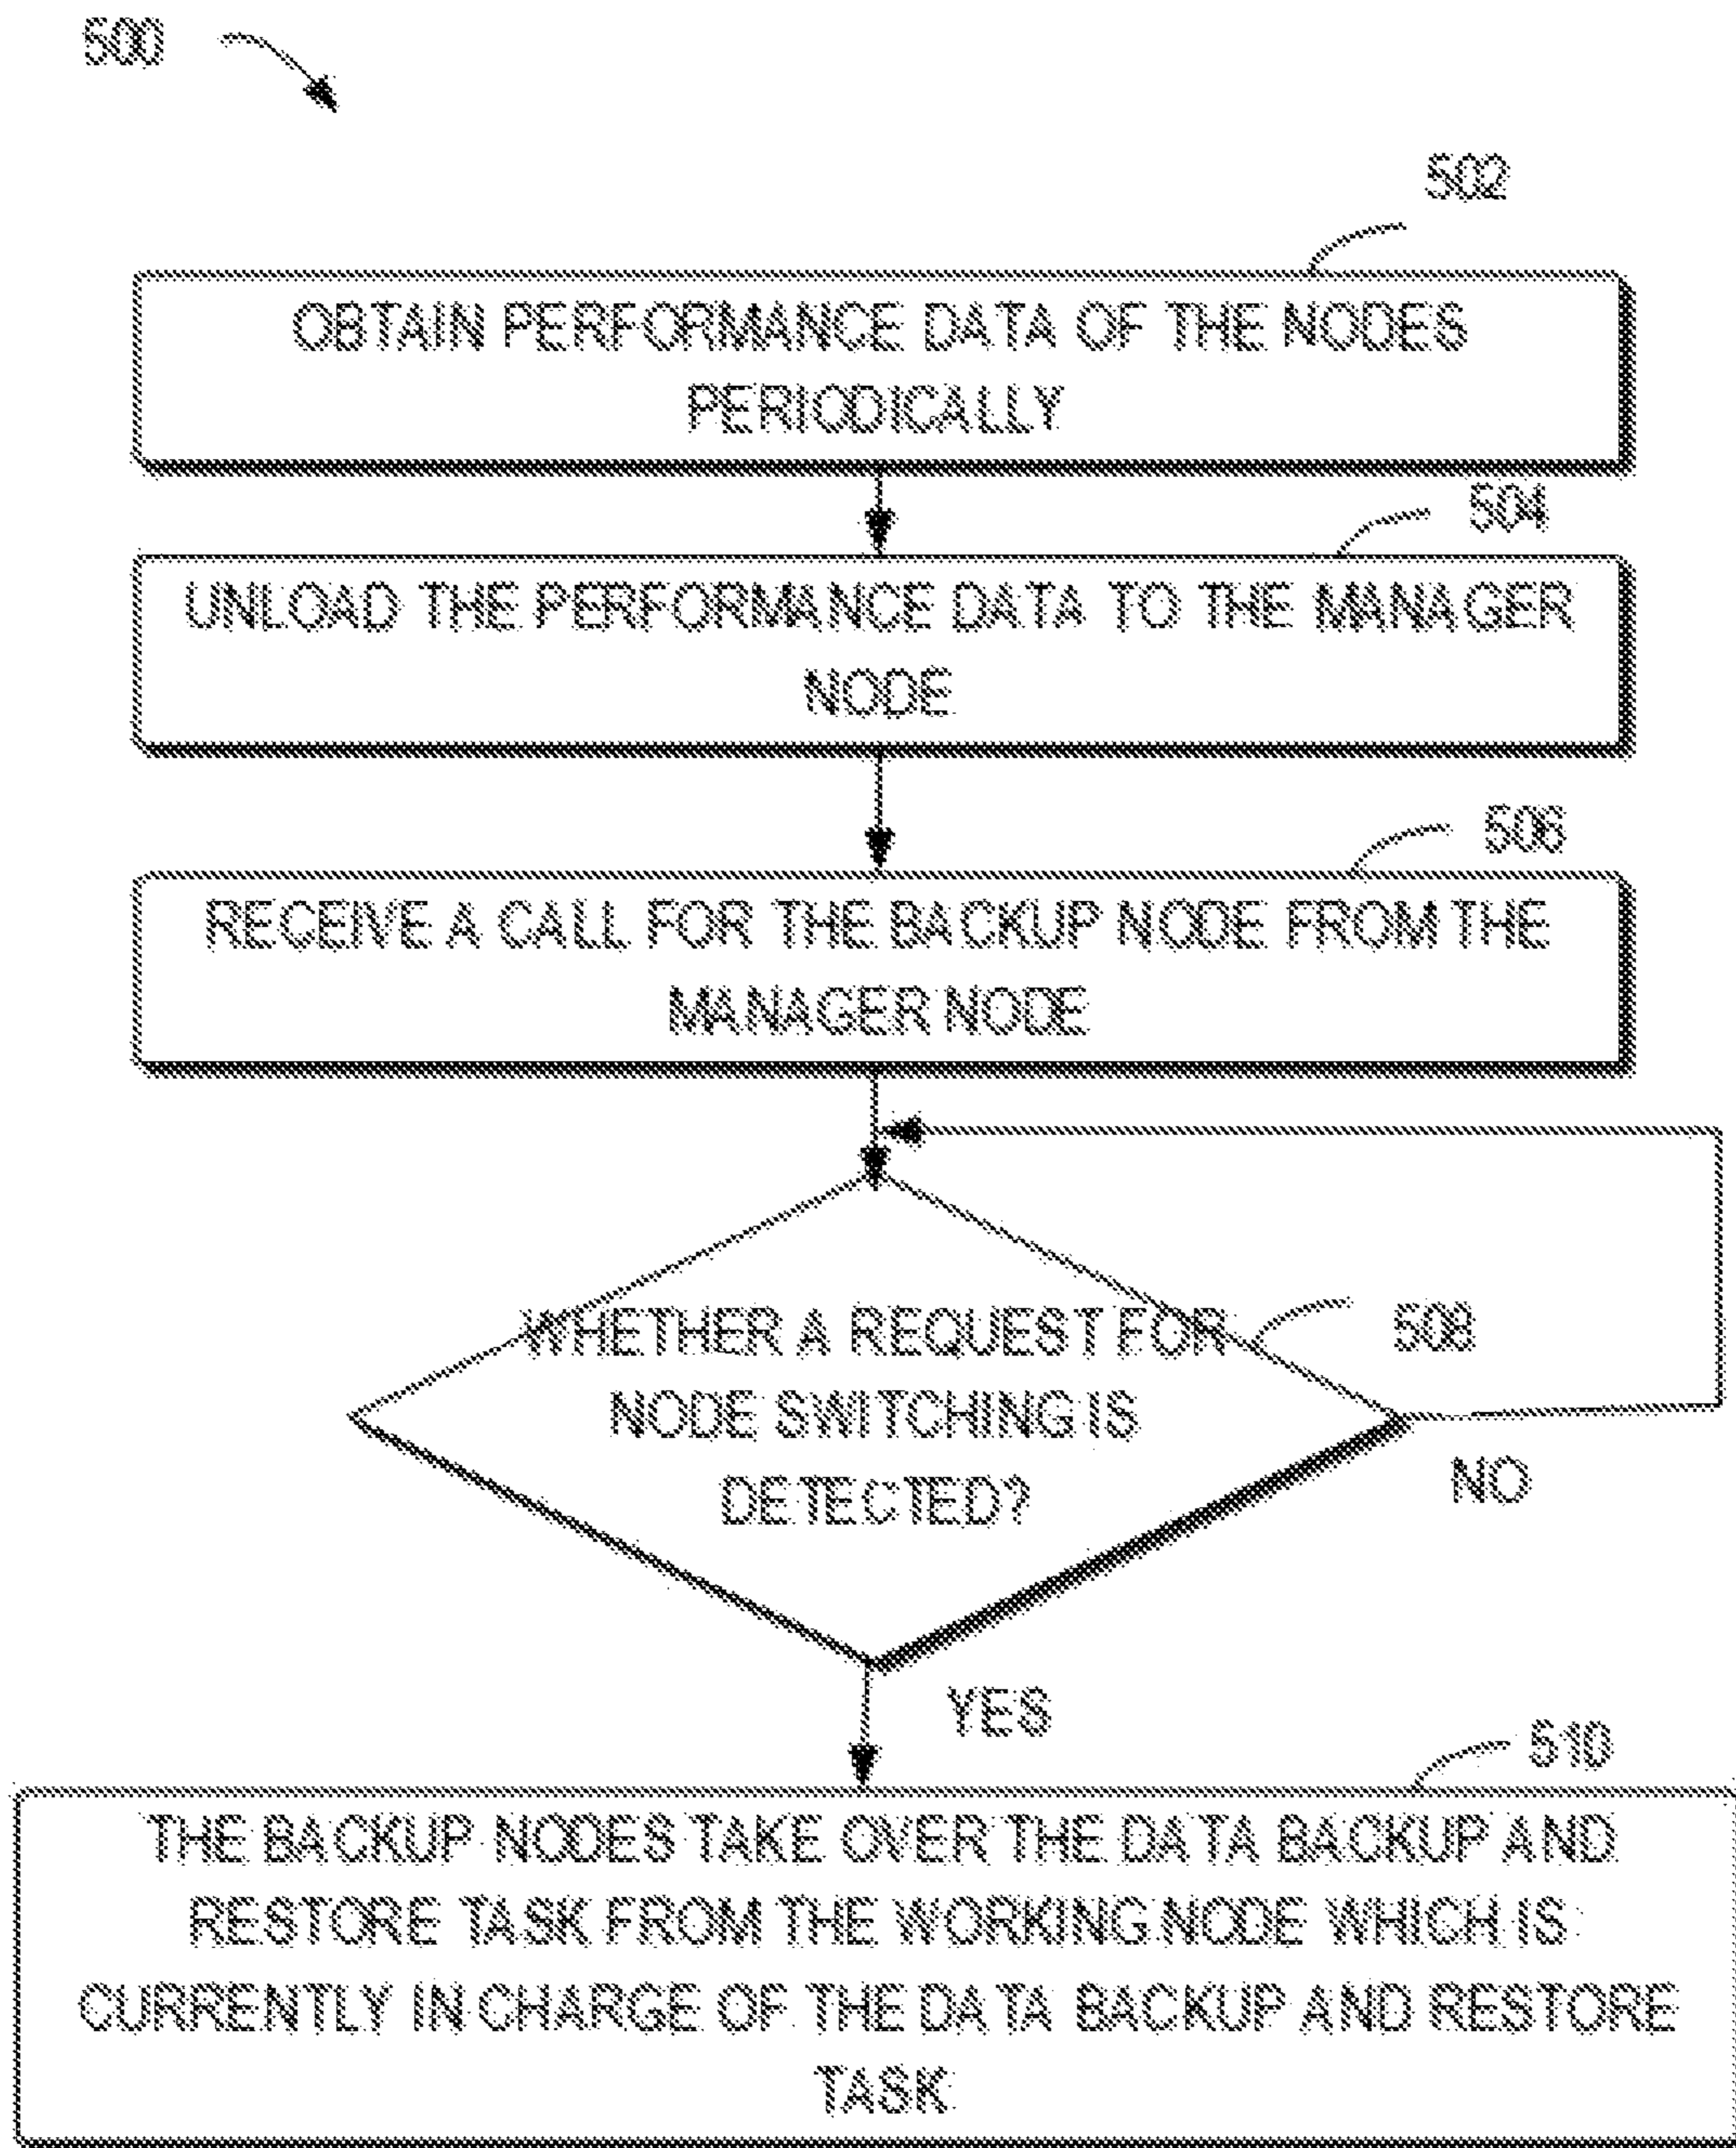 500
502
OBTAIN PERFORMANCE DATA OF THE NODES
PERIODICALLY
504
UNLOAD THE PERFORMANCE DATA TO THE MANAGER
NODE
506
RECEIVE A CALL FOR THE BACKUP NODE FROM THE
MANAGER NODE
WHETHER A REQUEST FOR
508
NODE SWITCHING IS
DETECTED?
NO
YES
510
THE BACKUP NODES TAKE OVER THE DATA BACKUP AND
RESTORE TASK FROM THE WORKING NODE WHICH IS
CURRENTLY IN CHARGE OF THE DATA BACKUP AND RESTORE
TASK